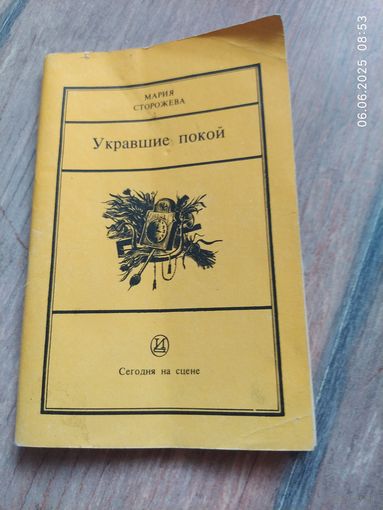 МАРИЯ
СТОРОЖЕВА
Укравшие покой
Сегодня на сцене
06.06.2025 08:53